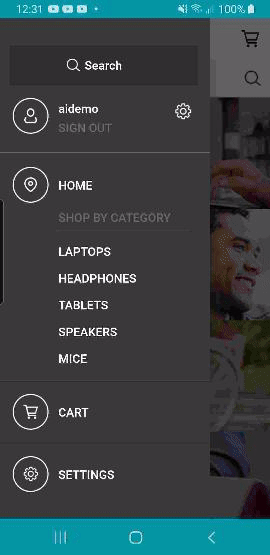 12:31
100%
Search
aidemo
SIGN OUT
HOME
SHOP BY CATEGORY
LAPTOPS
HEADPHONES
TABLETS
SPEAKERS
MICE
CART
SETTINGS